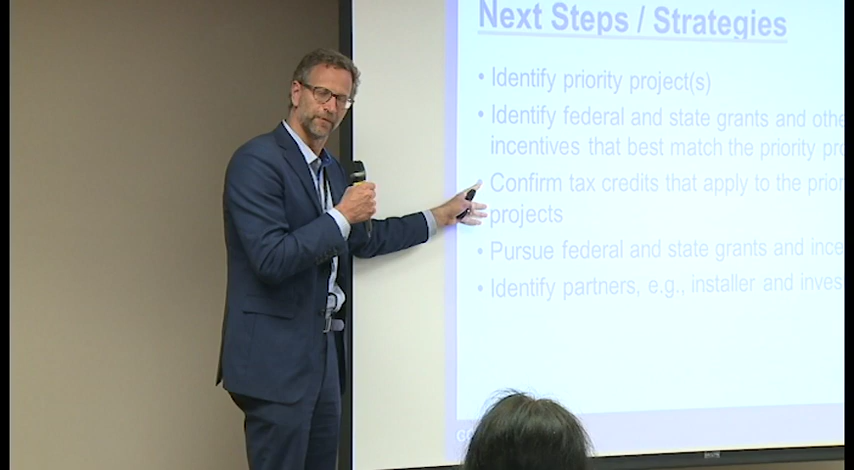 Next Steps / Strategies
• Identify priority project(s)
• Identify federal and state grants and othe
incentives that best match the priority pr
Confirm tax credits that apply to the prior
projects
• Pursue federal and state grants and ince
• Identify partners, e.g., installer and inves